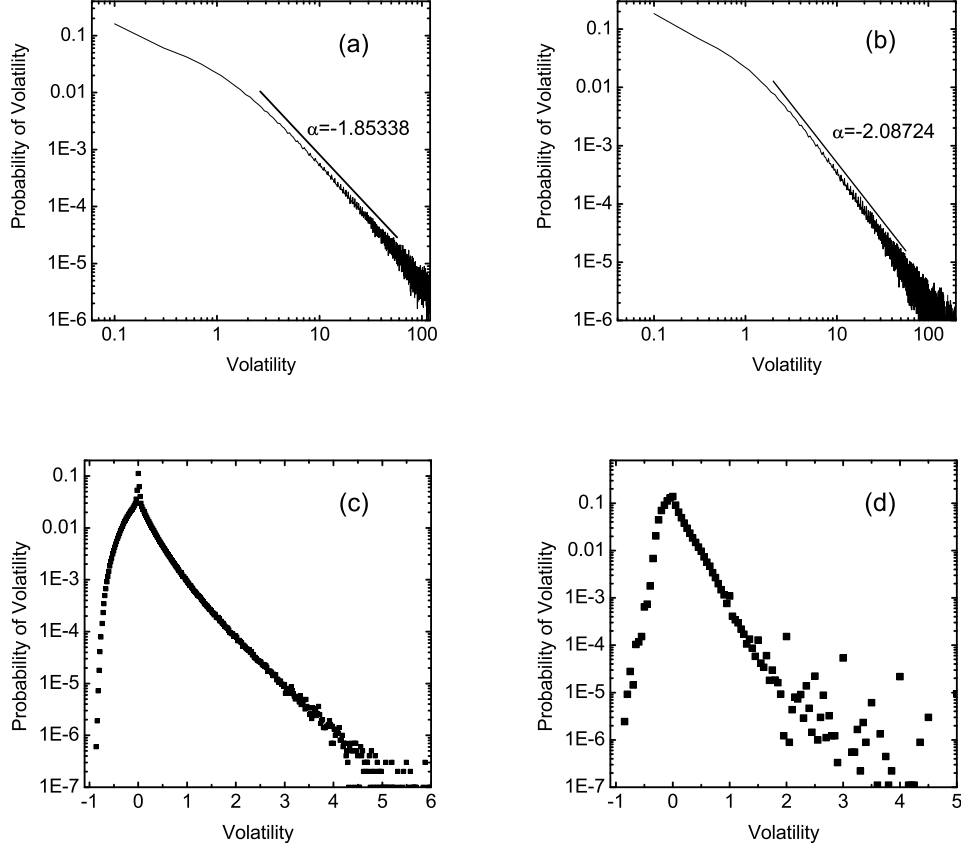 (a)
Probability of Volatility
0.1
0.01
1E-3
1E-4
1E-5
1E-6
α=-1.85338
0.1 1 10 100
Volatility
(b)
Probability of Volatility
0.1
0.01
1E-3
1E-4
1E-5
1E-6
α=-2.08724
0.1 1 10 100
Volatility
(c)
Probability of Volatility
0.1
0.01
1E-3
1E-4
1E-5
1E-6
1E-7
-1 0 1 2 3 4 5 6
Volatility
(d)
Probability of Volatility
0.1
0.01
1E-3
1E-4
1E-5
1E-6
1E-7
-1 0 1 2 3 4 5
Volatility